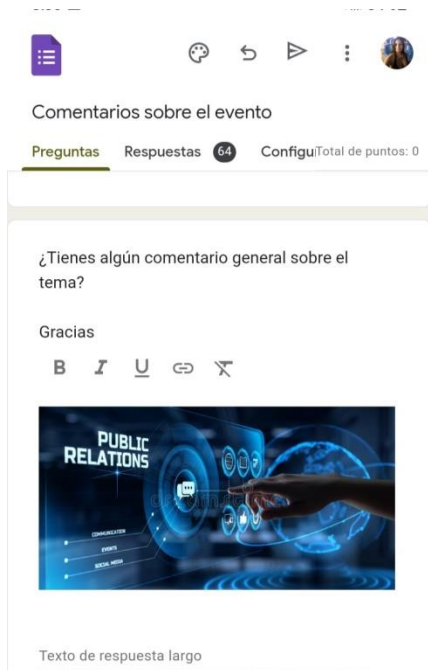 Comentarios sobre el evento
Preguntas Respuestas 64 Configu Total de puntos: 0
¿Tienes algún comentario general sobre el
tema?
Gracias
B I U
PUBLIC
RELATIONS
COMMUNICATION
EVENTS
SOCIAL MEDIA
Texto de respuesta largo